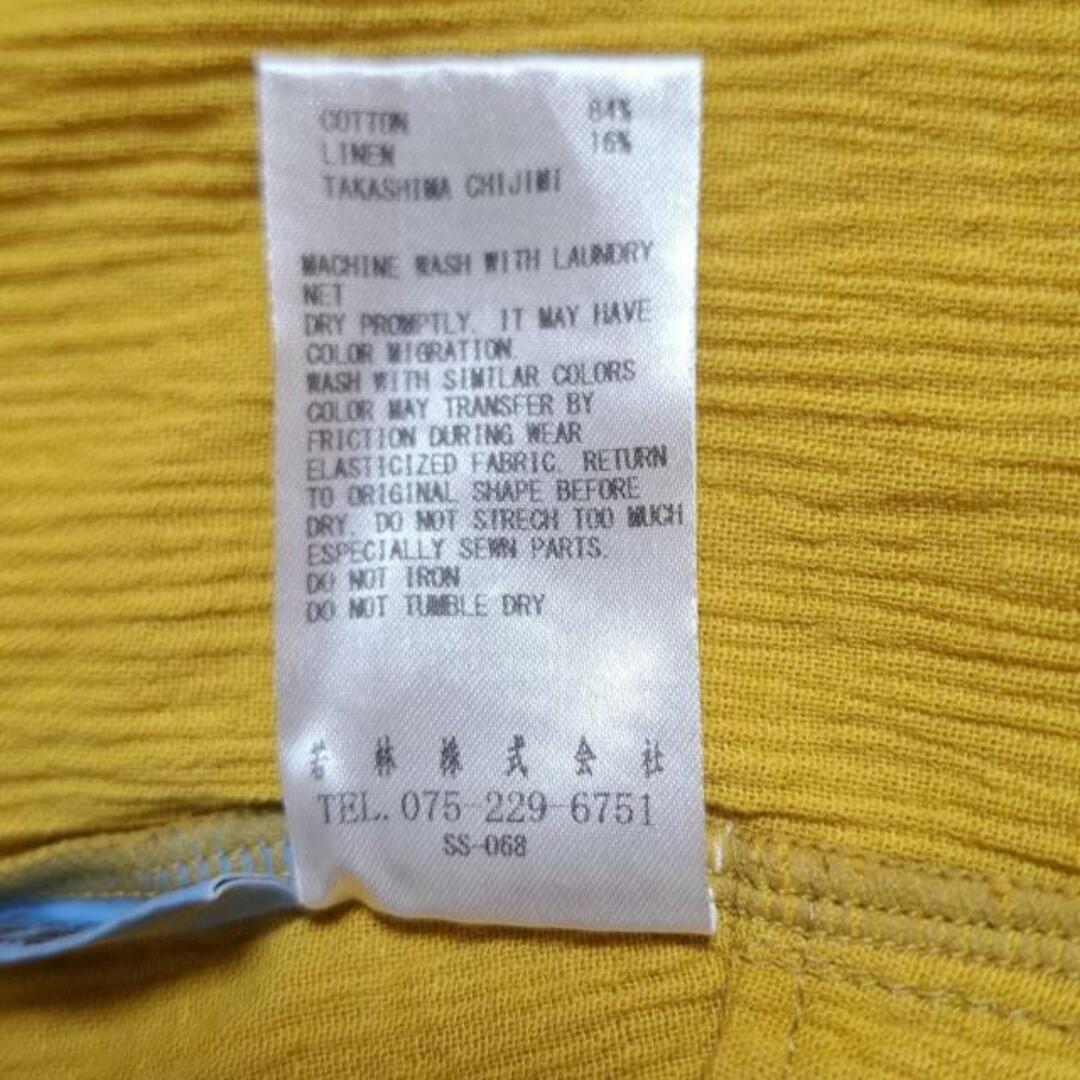 COTTON 84%
LINEN 16%
TAKASHIMA CHIJIMI
MACHINE WASH WITH LAUNDRY
NET
DRY PROMPTLY. IT MAY HAVE
COLOR MIGRATION.
WASH WITH SIMILAR COLORS
COLOR MAY TRANSFER BY
FRICTION DURING WEAR
ELASTICIZED FABRIC. RETURN
TO ORIGINAL SHAPE BEFORE
DRY. DO NOT STRECH TOO MUCH
ESPECIALLY SEWN PARTS.
DO NOT IRON
DO NOT TUMBLE DRY
若林株式会社
TEL. 075-229-6751
SS-068